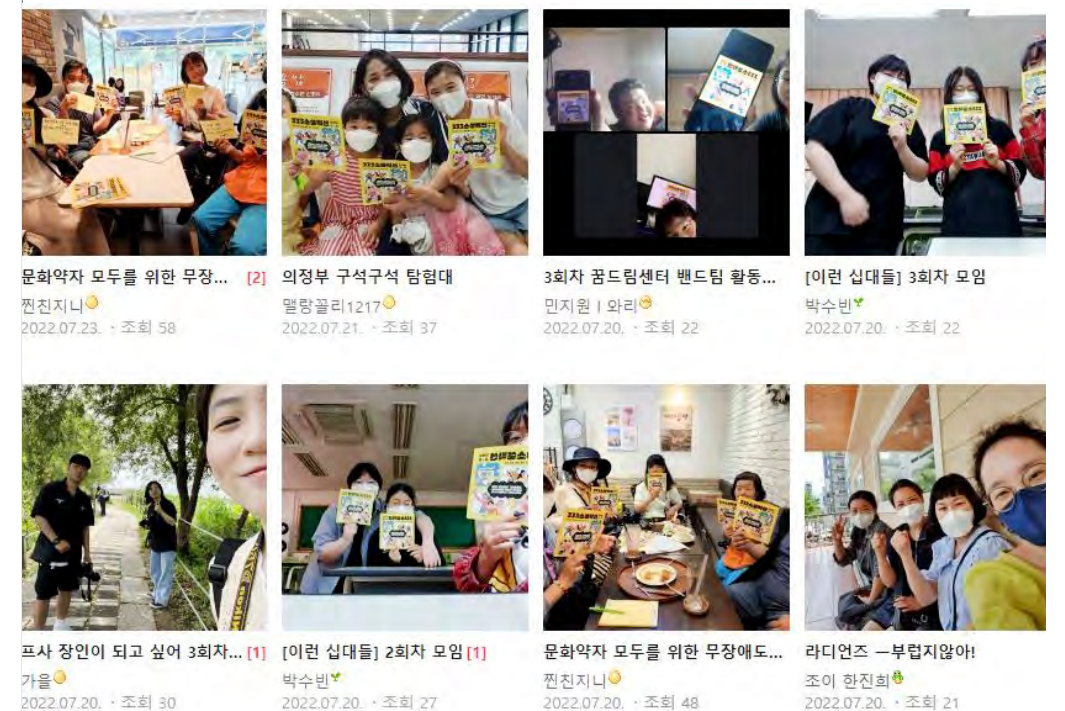 문화약자 모두를 위한 무장... [2]
찐친지니
2022.07.23. · 조회 58
의정부 구석구석 탐험대
맬랑꼴리1217
2022.07.21. · 조회 37
3회차 꿈드림센터 밴드팀 활동...
민지원 I 와리
2022.07.20. · 조회 22
[이런 십대들] 3회차 모임
박수빈
2022.07.20. · 조회 22
프사 장인이 되고 싶어 3회차... [1]
가을
2022.07.20. · 조회 30
[이런 십대들] 2회차 모임 [1]
박수빈
2022.07.20. · 조회 27
문화약자 모두를 위한 무장애도...
찐친지니
2022.07.20. · 조회 48
라디언즈 ㅡ부럽지않아!
조이 한진희
2022.07.20. · 조회 21